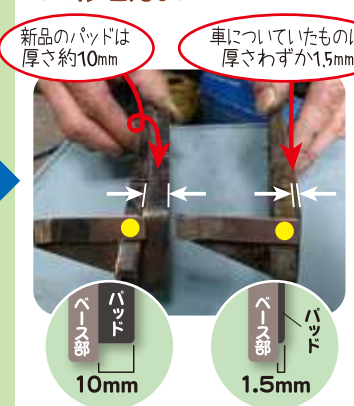 新品のパッドは
厚さ約10mm
車についていたものは
厚さわずか1.5mm
ベース部
パッド
10mm
ベース部
パッド
1.5mm